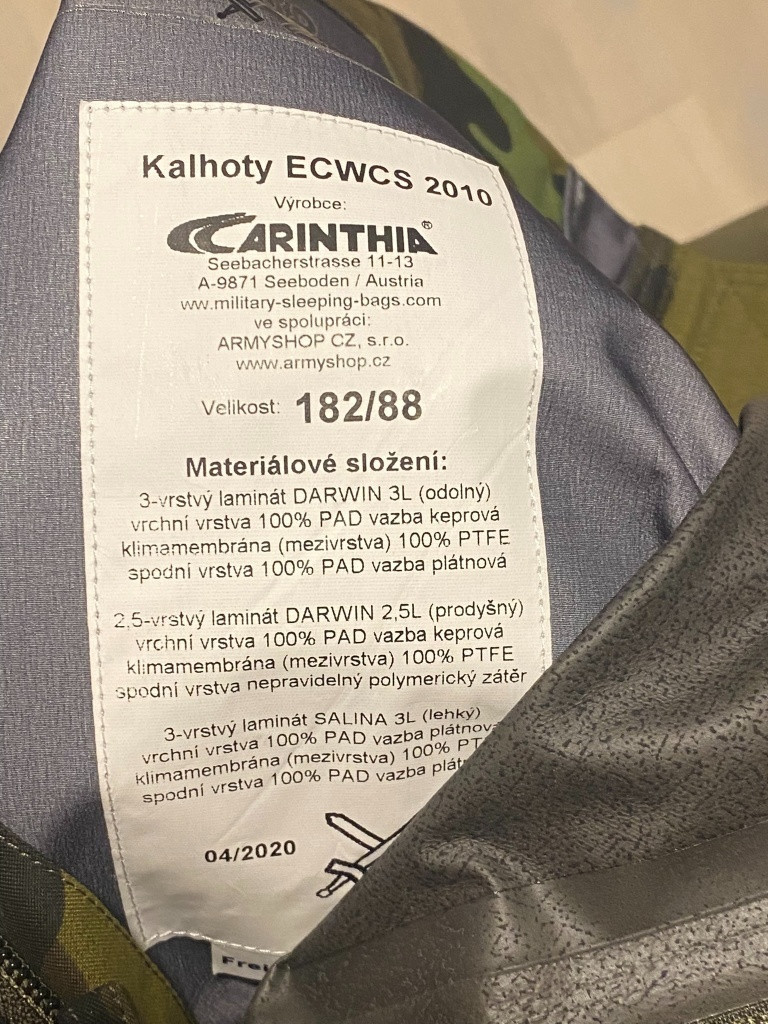 Kalhoty ECWCS 2010
Výrobce:
CARINTHIA®
Seebacherstrasse 11-13
A-9871 Seeboden / Austria
www.military-sleeping-bags.com
ve spolupráci:
ARMYSHOP CZ, s.r.o.
www.armyshop.cz
Velikost: 182/88
Materiálové složení:
3-vrstvý laminát DARWIN 3L (odolný)
vrchní vrstva 100% PAD vazba keprová
klimamembrána (mezivrstva) 100% PTFE
spodní vrstva 100% PAD vazba plátnová
2,5-vrstvý laminát DARWIN 2,5L (prodyšný)
vrchní vrstva 100% PAD vazba keprová
klimamembrána (mezivrstva) 100% PTFE
spodní vrstva nepravidelný polymerický zátěr
3-vrstvý laminát SALINA 3L (lehký)
vrchní vrstva 100% PAD vazba plátnova
klimamembrána (mezivrstva) 100% PT
spodní vrstva 100% PAD vazba plát
04/2020